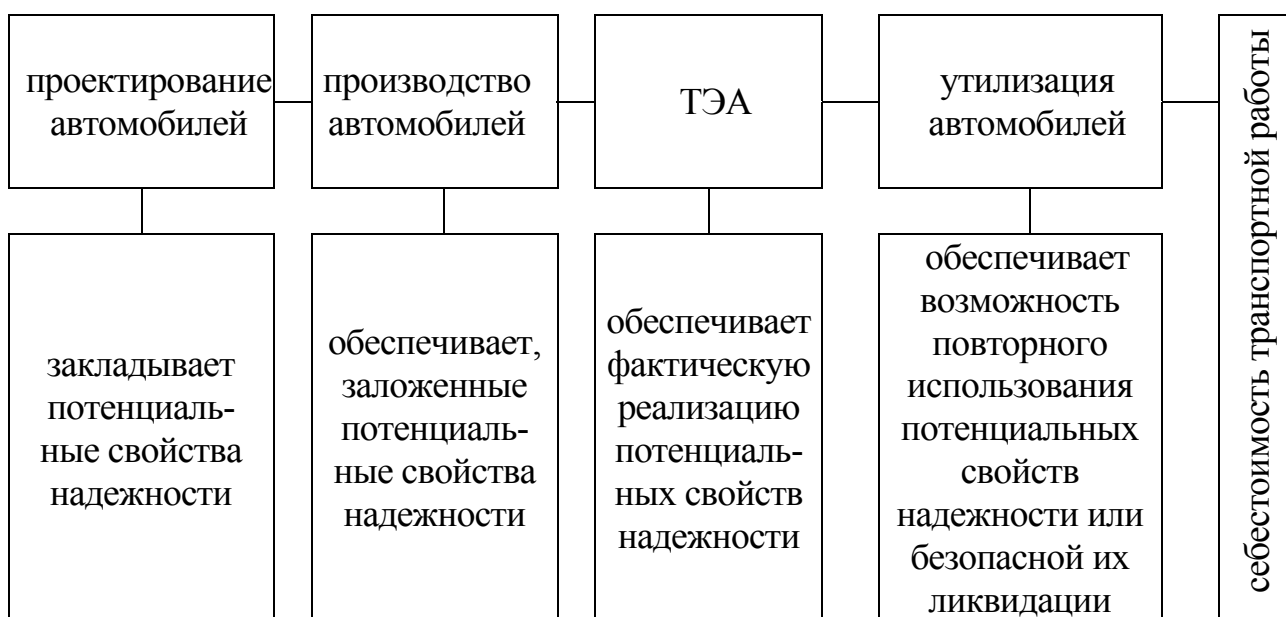 проектирование
автомобилей
производство
автомобилей
ТЭА
утилизация
автомобилей
закладывает
потенциаль-
ные свойства
надежности
обеспечивает,
заложенные
потенциаль-
ные свойства
надежности
обеспечивает
фактическую
реализацию
потенциаль-
ных свойств
надежности
обеспечивает
возможность
повторного
использования
потенциальных
свойств
надежности или
безопасной их
ликвидации
себестоимость транспортной работы